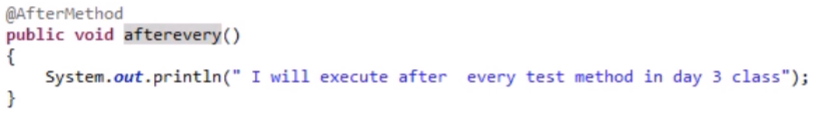 @AfterMethod
public void afterevery()
{
    System.out.println(" I will execute after  every test method in day 3 class");
}